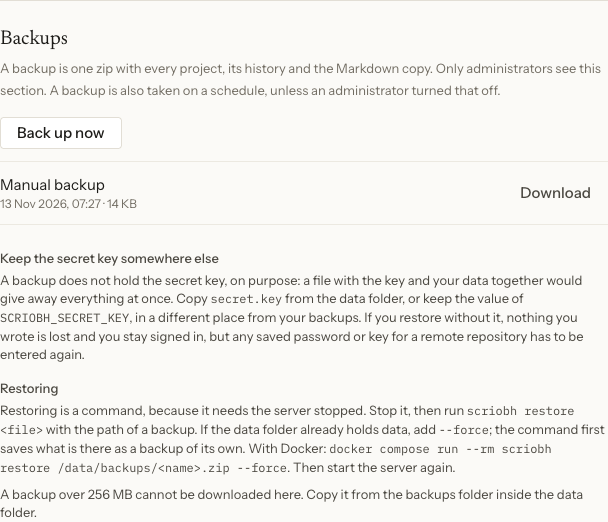 Backups
A backup is one zip with every project, its history and the Markdown copy. Only administrators see this
section. A backup is also taken on a schedule, unless an administrator turned that off.
Back up now
Manual backup
13 Nov 2026, 07:27 · 14 KB
Download
Keep the secret key somewhere else
A backup does not hold the secret key, on purpose: a file with the key and your data together would
give away everything at once. Copy secret.key from the data folder, or keep the value of
SCRIOBH_SECRET_KEY, in a different place from your backups. If you restore without it, nothing you
wrote is lost and you stay signed in, but any saved password or key for a remote repository has to be
entered again.
Restoring
Restoring is a command, because it needs the server stopped. Stop it, then run scriobh restore
<file> with the path of a backup. If the data folder already holds data, add --force; the command first
saves what is there as a backup of its own. With Docker: docker compose run --rm scriobh
restore /data/backups/<name>.zip --force. Then start the server again.
A backup over 256 MB cannot be downloaded here. Copy it from the backups folder inside the data
folder.